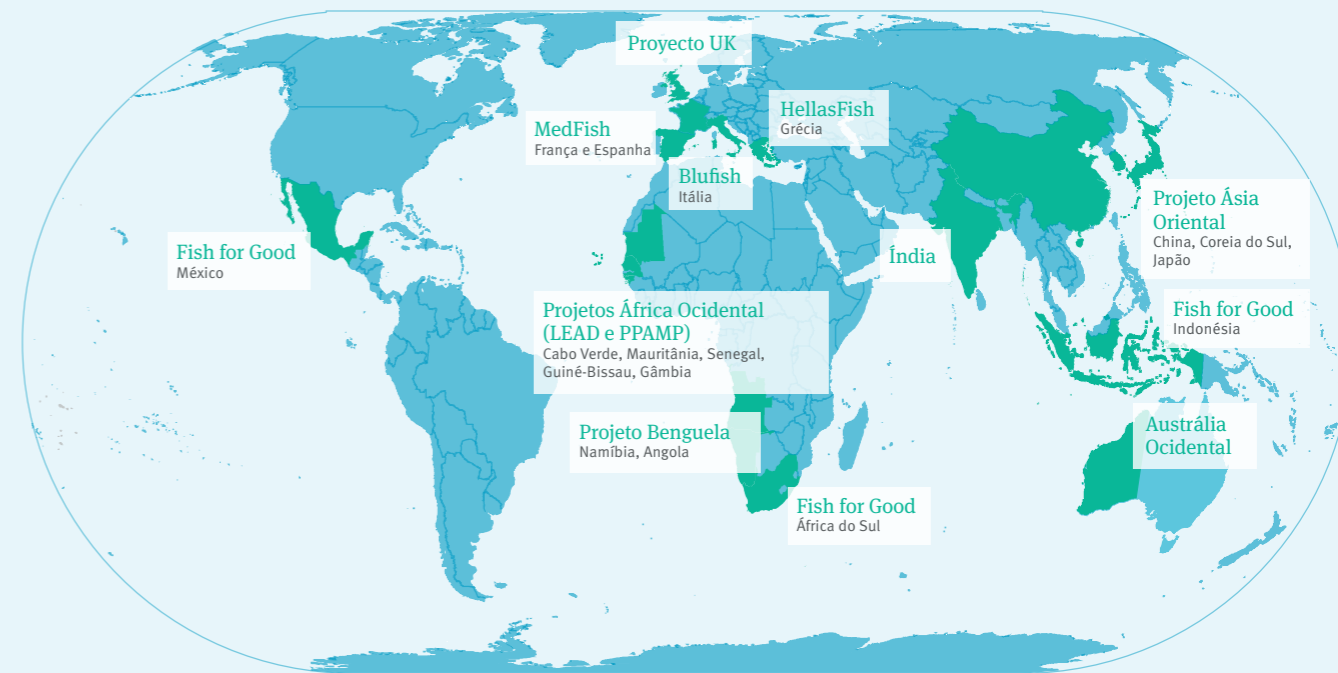 Proyecto UK
HellasFish
Grécia
MedFish
França e Espanha
Blufish
Itália
Projeto Ásia
Oriental
China, Coreia do Sul,
Japão
Fish for Good
México
Índia
Projetos África Ocidental
(LEAD e PPAMP)
Cabo Verde, Mauritânia, Senegal,
Guiné-Bissau, Gâmbia
Fish for Good
Indonésia
Projeto Benguela
Namíbia, Angola
Austrália
Ocidental
Fish for Good
África do Sul